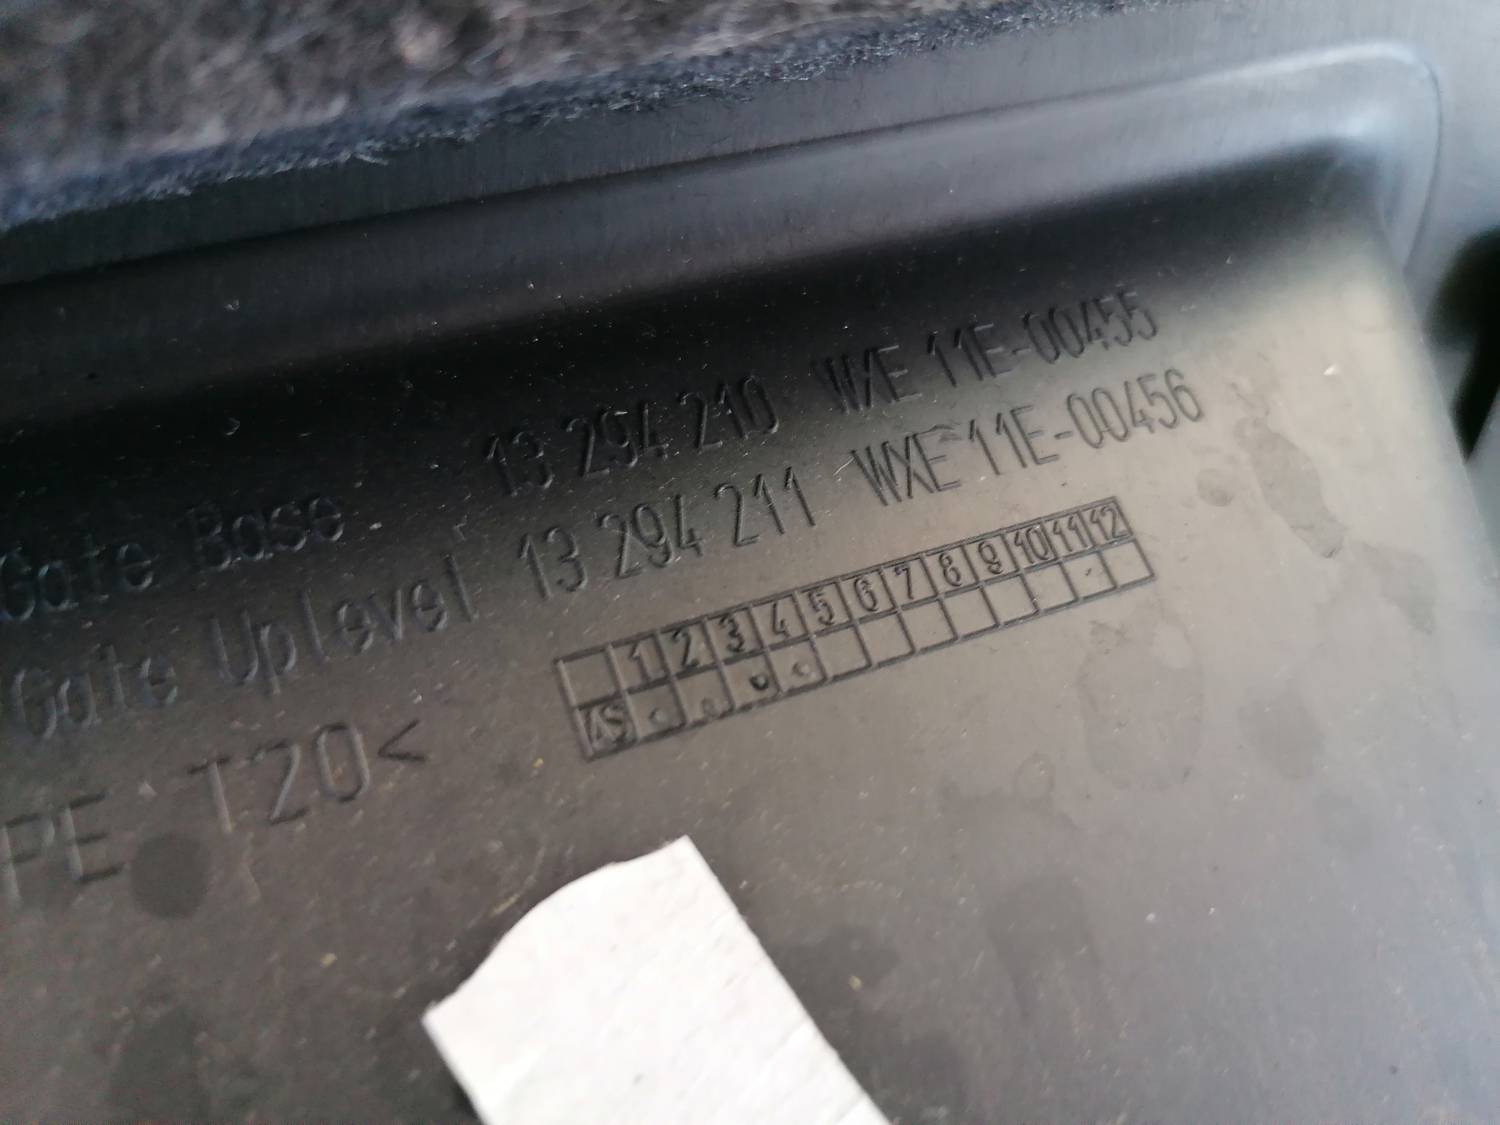 Gate Base 13 294 210 WXE 11E-00455
Gate Uplevel 13 294 211 WXE 11E-00456
1 2 3 4 5 6 7 8 9 10 11 12
PE T20<